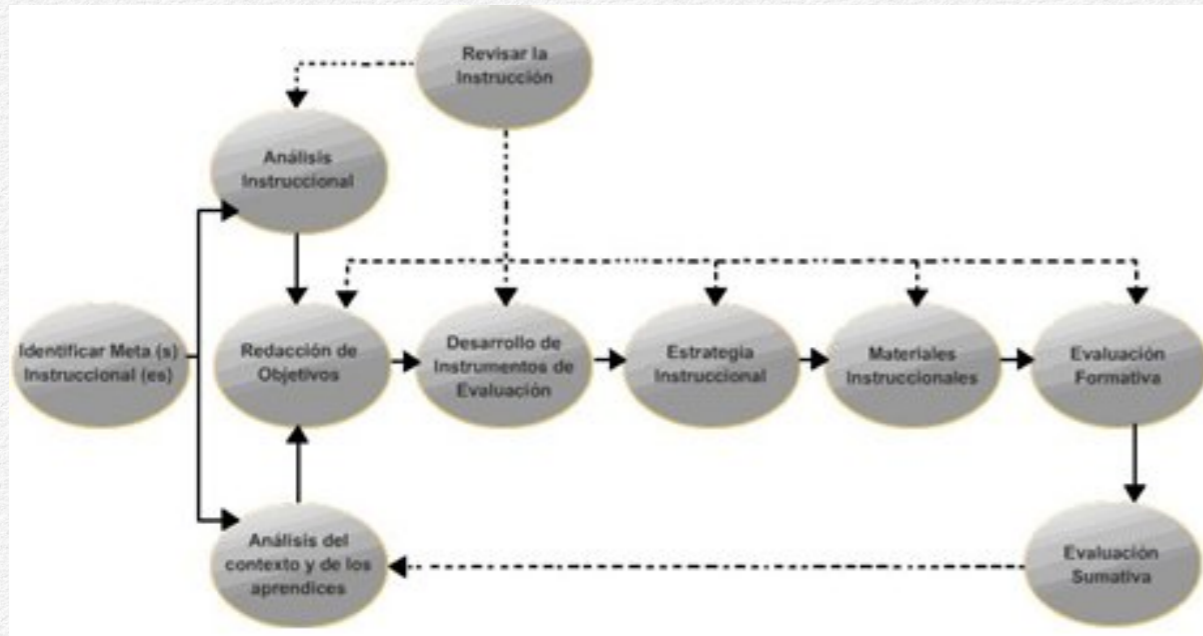 Revisar la
Instrucción
Análisis
Instruccional
Identificar Meta (s)
Instruccional (es)
Redacción de
Objetivos
Desarrollo de
Instrumentos de
Evaluación
Estrategia
Instruccional
Materiales
Instruccionales
Evaluación
Formativa
Análisis del
contexto y de los
aprendices
Evaluación
Sumativa